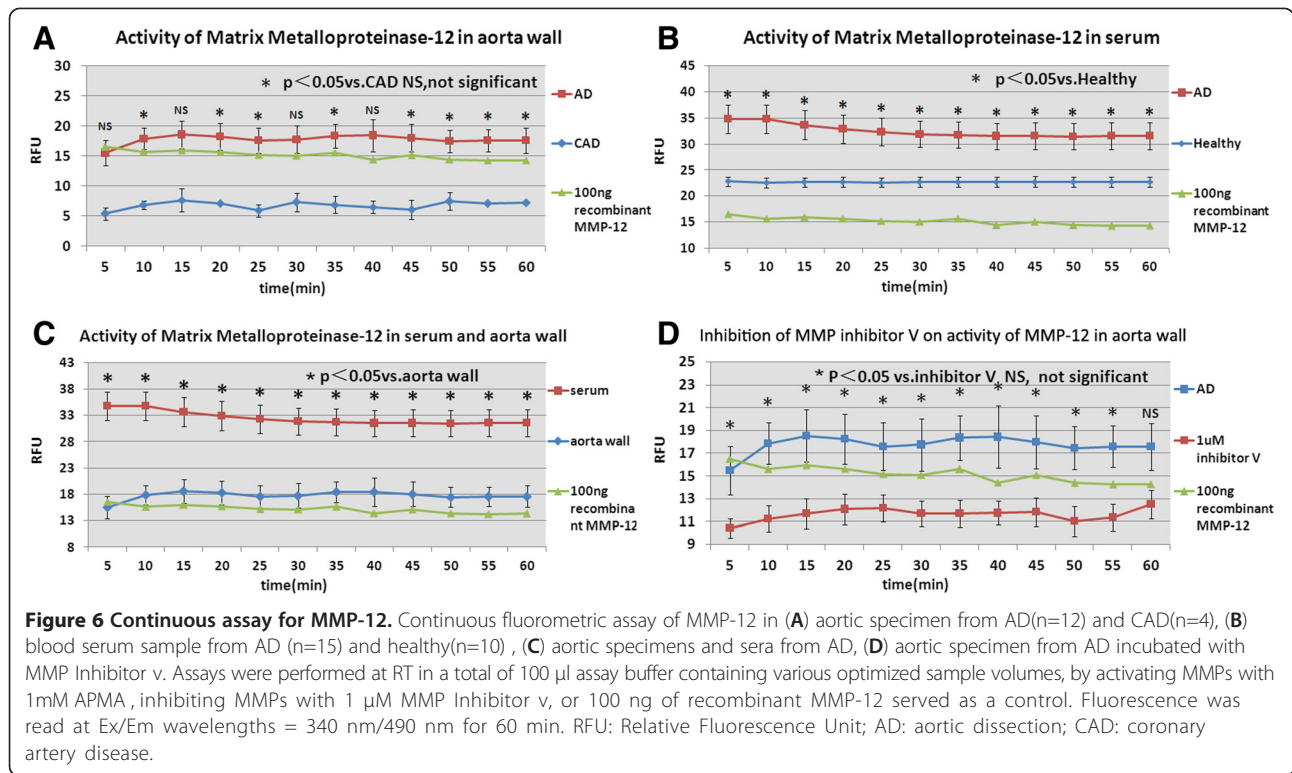 A
Activity of Matrix Metalloproteinase-12 in aorta wall
* p<0.05vs.CAD NS,not significant
NS * NS * * NS * NS * * * *
30
25
20
15
10
5
0
RFU
5 10 15 20 25 30 35 40 45 50 55 60
time(min)
AD
CAD
100ng
recombinant
MMP-12
B
Activity of Matrix Metalloproteinase-12 in serum
* p<0.05vs.Healthy
* * * * * * * * * * * *
45
40
35
30
25
20
15
10
RFU
5 10 15 20 25 30 35 40 45 50 55 60
time(min)
AD
Healthy
100ng
recombinant
MMP-12
C
Activity of Matrix Metalloproteinase-12 in serum and aorta wall
* p<0.05vs.aorta wall
* * * * * * * * * * * *
43
38
33
28
23
18
13
8
RFU
5 10 15 20 25 30 35 40 45 50 55 60
time(min)
serum
aorta wall
100ng
recombina
nt MMP-12
D
Inhibition of MMP inhibitor V on activity of MMP-12 in aorta wall
* P<0.05 vs.inhibitor V NS, not significant
* * * * * * * * * * * NS
25
23
21
19
17
15
13
11
9
RFU
5 10 15 20 25 30 35 40 45 50 55 60
time(min)
AD
1uM
inhibitor V
100ng
recombinant
MMP-12
Figure 6 Continuous assay for MMP-12. Continuous fluorometric assay of MMP-12 in (A) aortic specimen from AD(n=12) and CAD(n=4), (B)
blood serum sample from AD (n=15) and healthy(n=10) , (C) aortic specimens and sera from AD, (D) aortic specimen from AD incubated with
MMP Inhibitor v. Assays were performed at RT in a total of 100 μl assay buffer containing various optimized sample volumes, by activating MMPs with
1mM APMA , inhibiting MMPs with 1 μM MMP Inhibitor v, or 100 ng of recombinant MMP-12 served as a control. Fluorescence was
read at Ex/Em wavelengths = 340 nm/490 nm for 60 min. RFU: Relative Fluorescence Unit; AD: aortic dissection; CAD: coronary
artery disease.